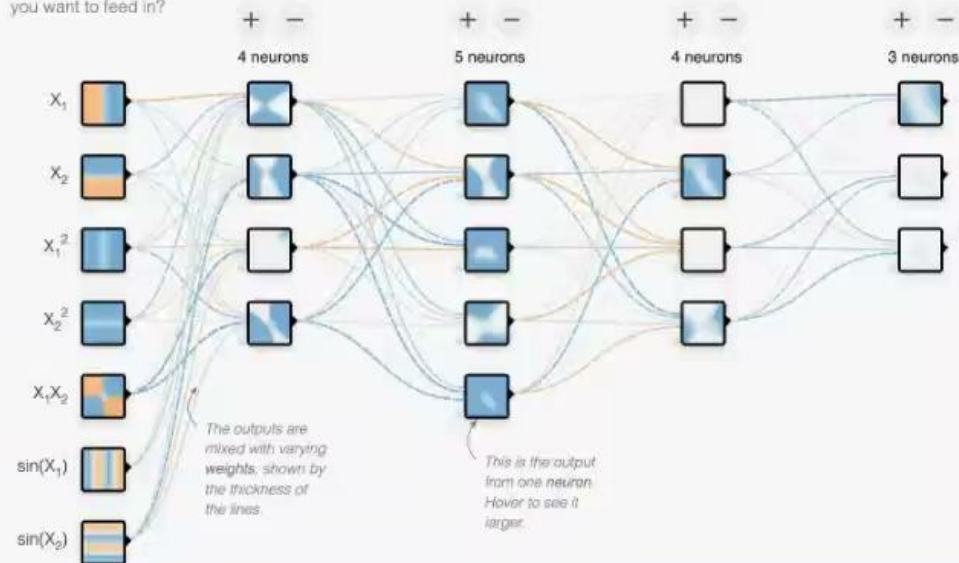 you want to feed in?
+ − + − + − + −
4 neurons 5 neurons 4 neurons 3 neurons
X₁
X₂
X₁²
X₂²
X₁X₂
sin(X₁)
sin(X₂)
The outputs are
mixed with varying
weights, shown by
the thickness of
the lines.
This is the output
from one neuron.
Hover to see it
larger.